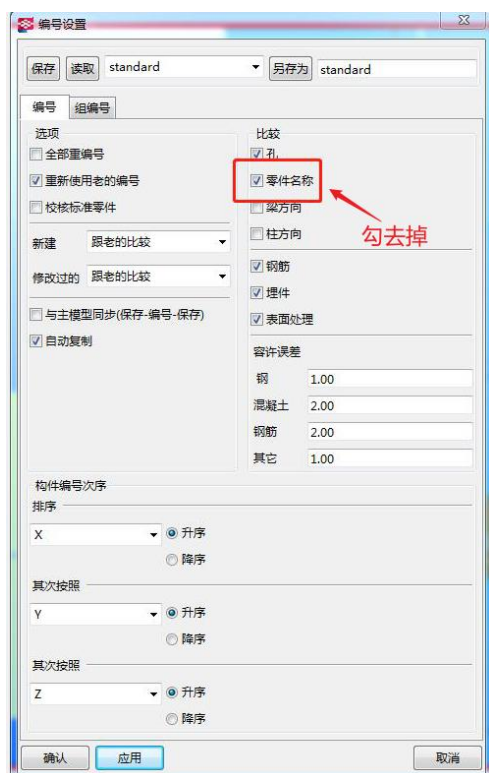 编号设置
保存 读取 standard 另存为 standard
编号 组编号
选项
全部重编号
重新使用老的编号
校核标准零件
新建 跟老的比较
修改过的 跟老的比较
与主模型同步(保存-编号-保存)
自动复制
比较
孔
零件名称
梁方向
柱方向
勾去掉
钢筋
埋件
表面处理
容许误差
钢 1.00
混凝土 2.00
钢筋 2.00
其它 1.00
构件编号次序
排序
X 升序
降序
其次按照
Y 升序
降序
其次按照
Z 升序
降序
确认 应用 取消